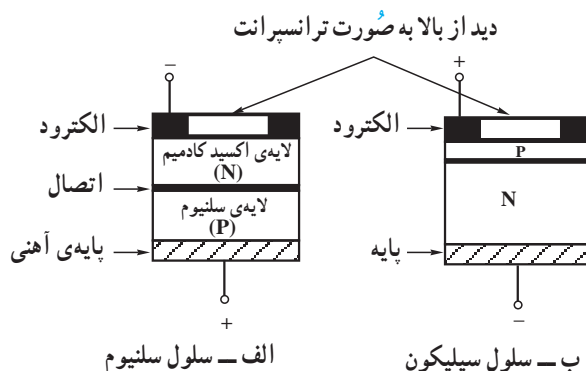 دید از بالا به صُورت ترانسپرانت
–
+
الکترود
الکترود
لایه‌ی اکسید کادمیم
(N)
P
اتصال
لایه‌ی سلنیوم
(P)
N
پایه‌ی آهنی
پایه
+
–
ب ــ سلول سیلیکون
الف ــ سلول سلنیوم